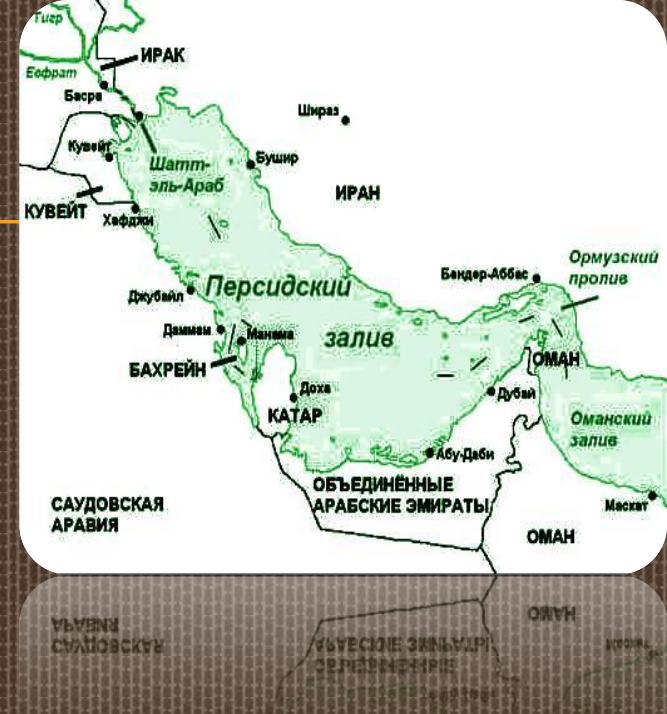 Тигр
ИРАК
Евфрат
Басра
Шираз
Кувейт
Шатт-
эль-Араб
Бушир
ИРАН
КУВЕЙТ
Хафджи
Ормузский
пролив
Бендер-Аббас
Джубайл
Персидский
залив
Даммам
Манама
БАХРЕЙН
ОМАН
Доха
Дубай
КАТАР
Оманский
залив
Абу-Даби
ОБЪЕДИНЁННЫЕ
АРАБСКИЕ ЭМИРАТЫ
САУДОВСКАЯ
АРАВИЯ
Маскат
ОМАН